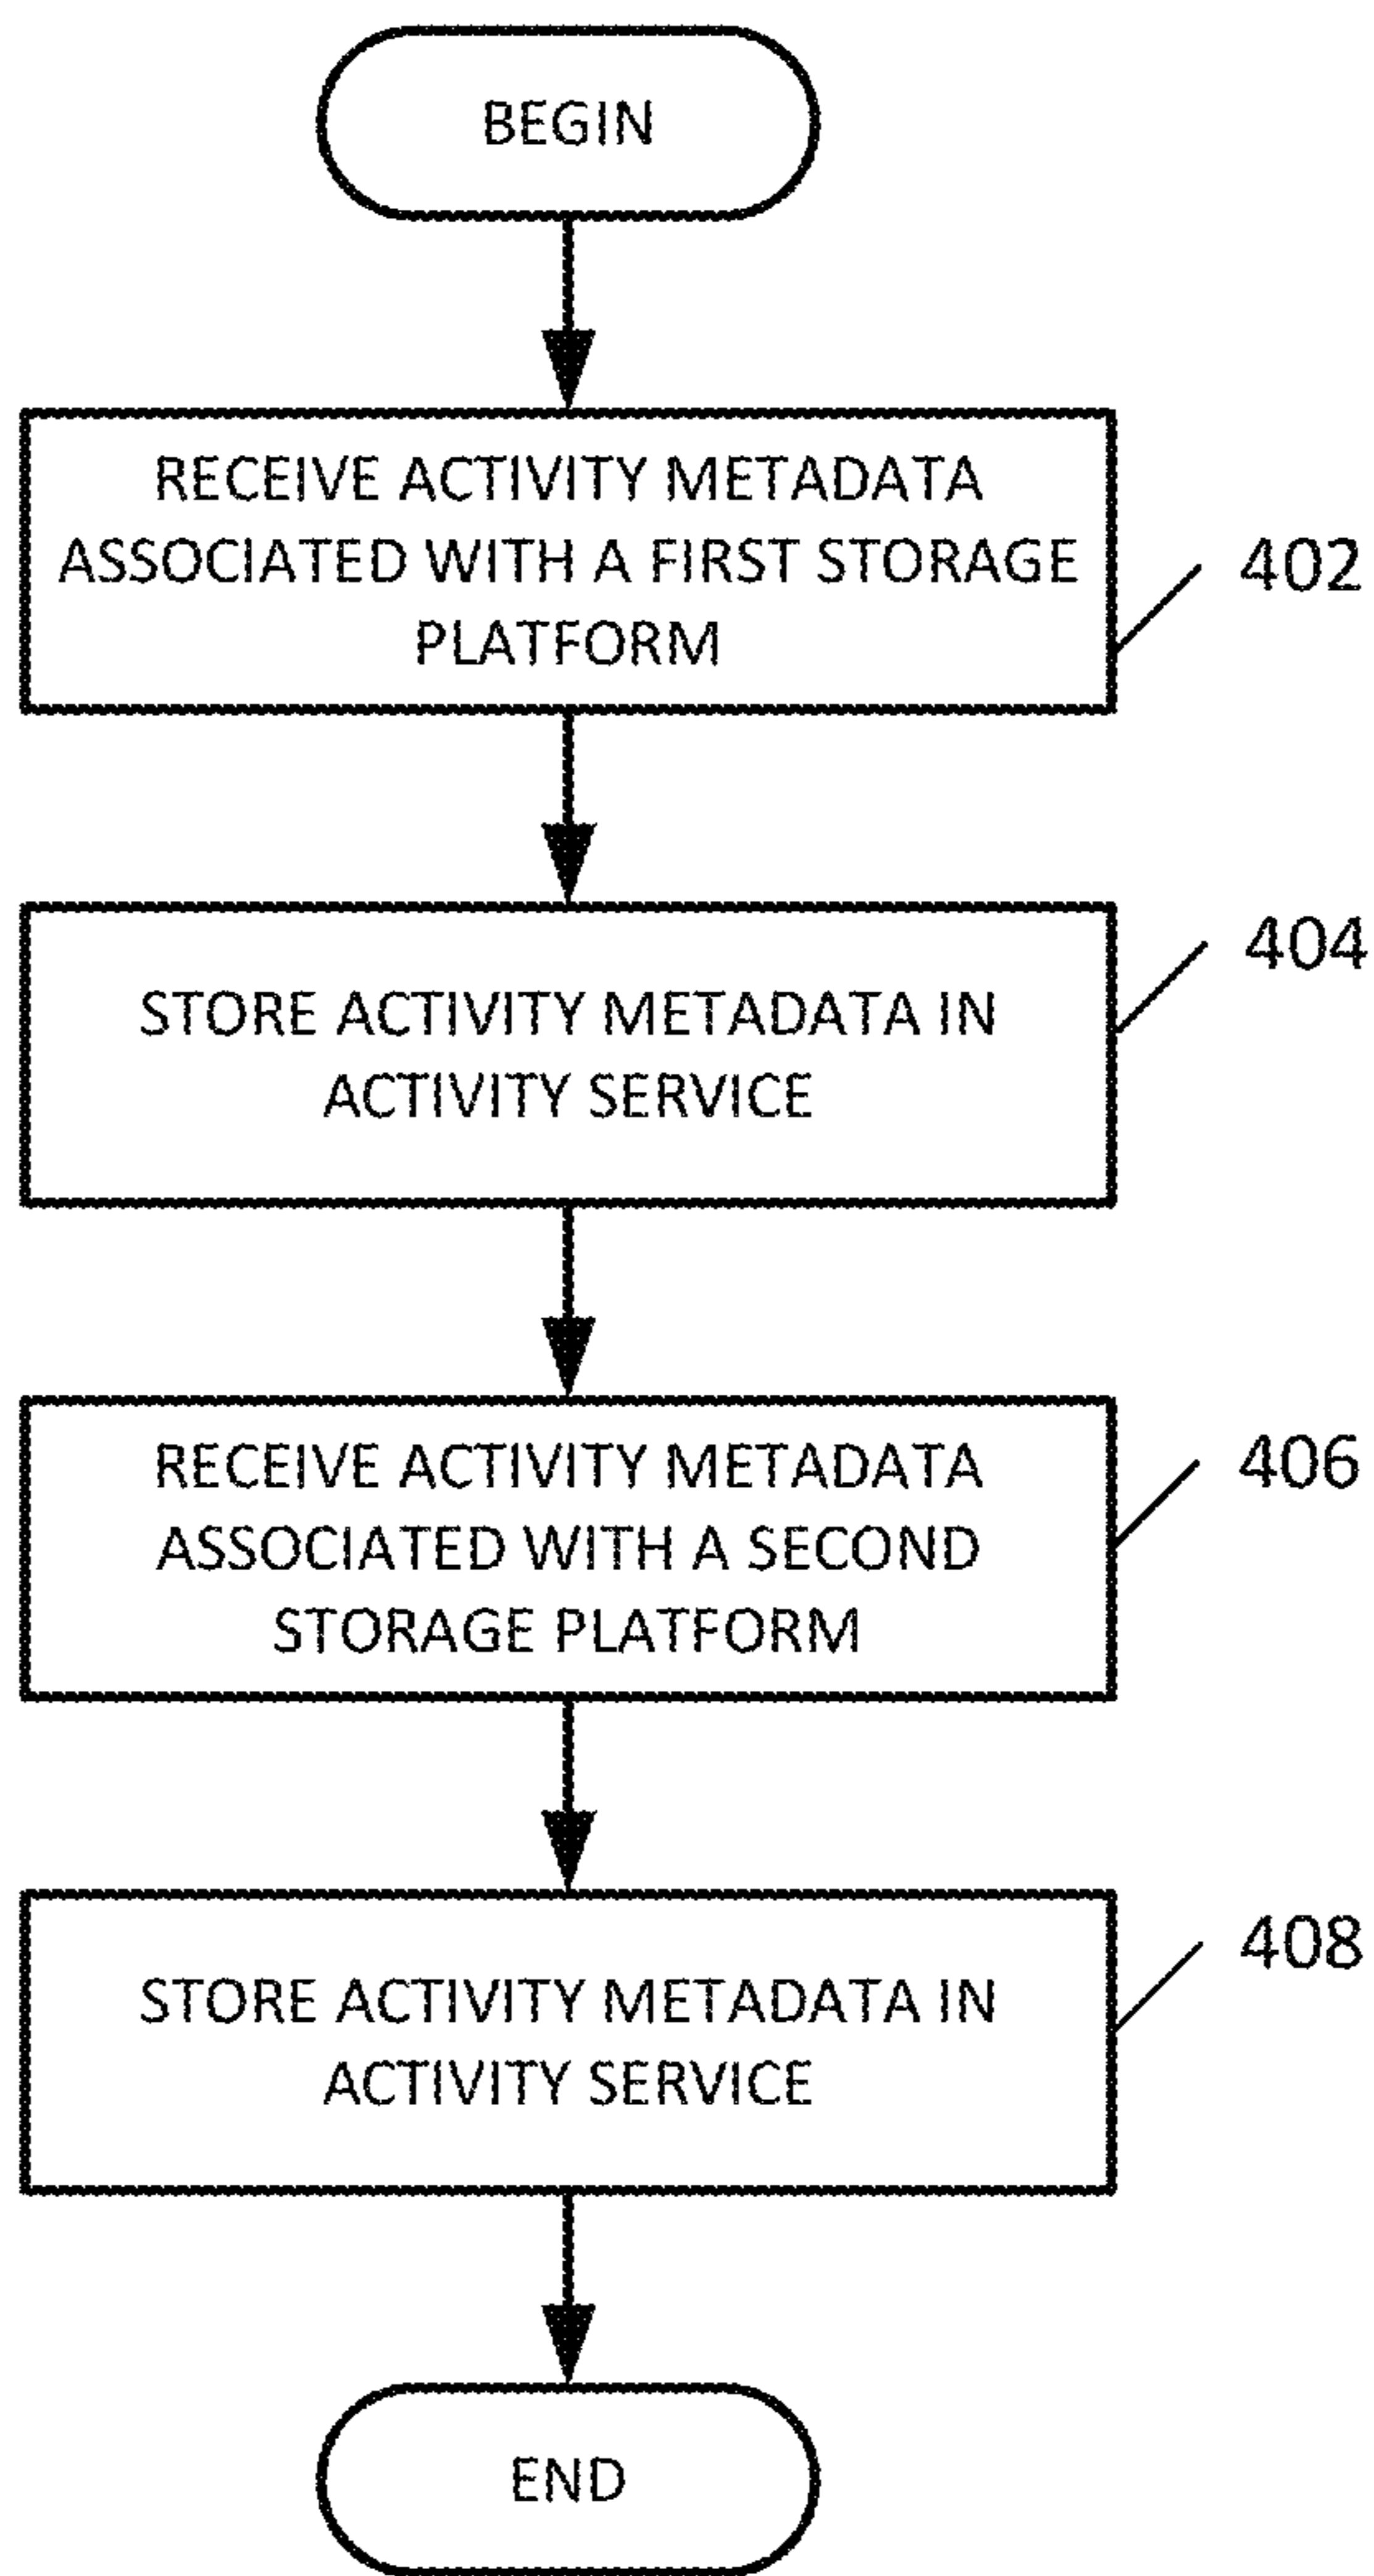 BEGIN
RECEIVE ACTIVITY METADATA
ASSOCIATED WITH A FIRST STORAGE
PLATFORM
402
STORE ACTIVITY METADATA IN
ACTIVITY SERVICE
404
RECEIVE ACTIVITY METADATA
ASSOCIATED WITH A SECOND
STORAGE PLATFORM
406
STORE ACTIVITY METADATA IN
ACTIVITY SERVICE
408
END